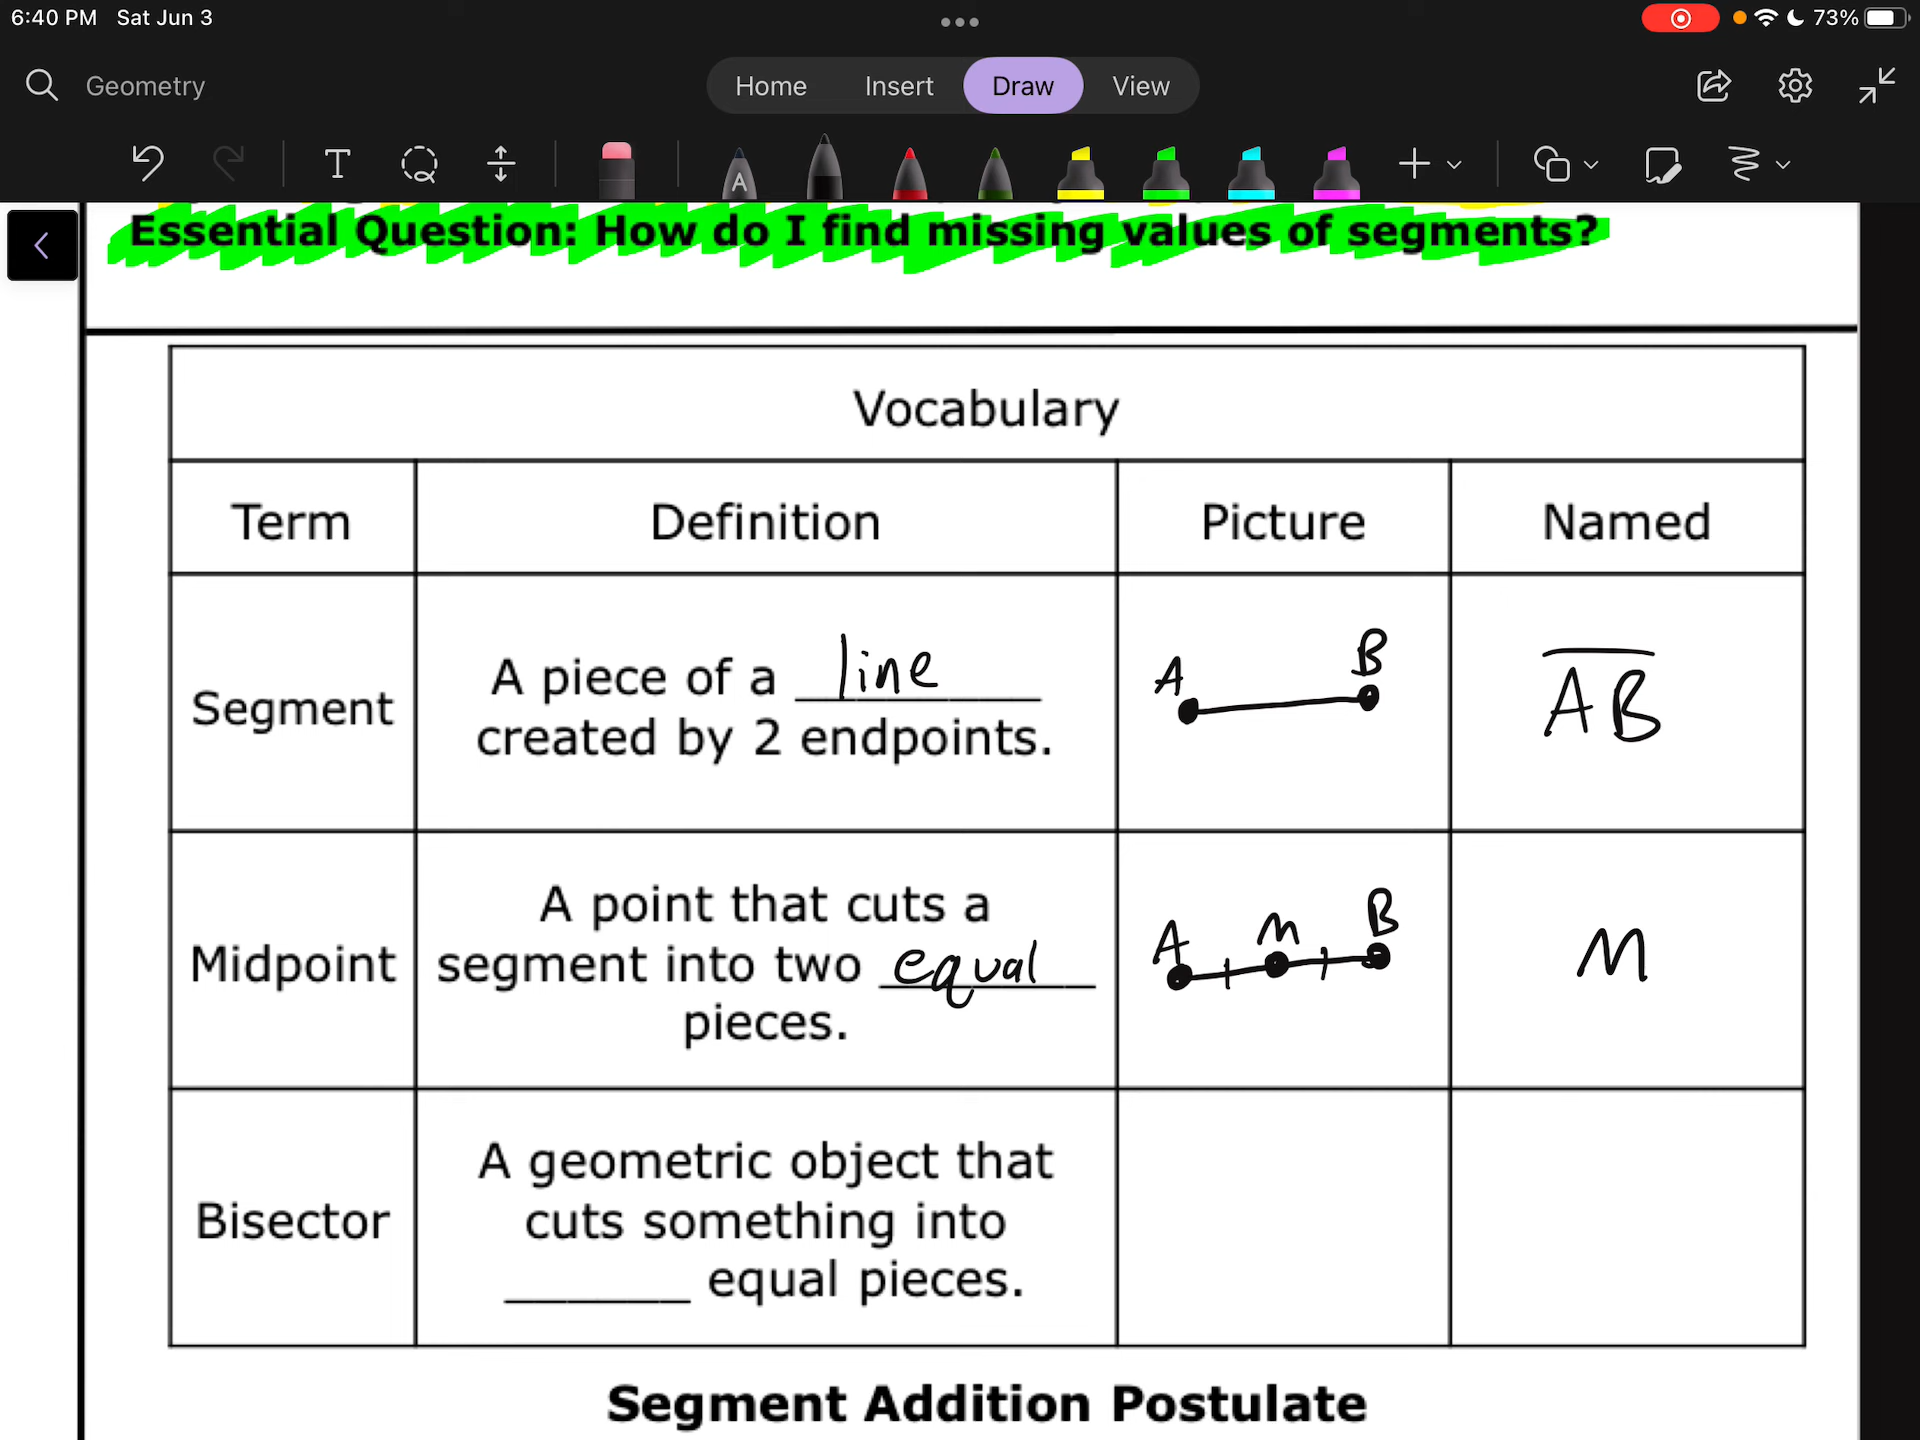 6:40 PM Sat Jun 3
73%
Geometry
Home Insert Draw View
T
A
Essential Question: How do I find missing values of segments?
Vocabulary
Term Definition Picture Named
Segment
A piece of a line
created by 2 endpoints.
A B
AB
Midpoint
A point that cuts a
segment into two equal
pieces.
A M B
M
Bisector
A geometric object that
cuts something into
______ equal pieces.
Segment Addition Postulate